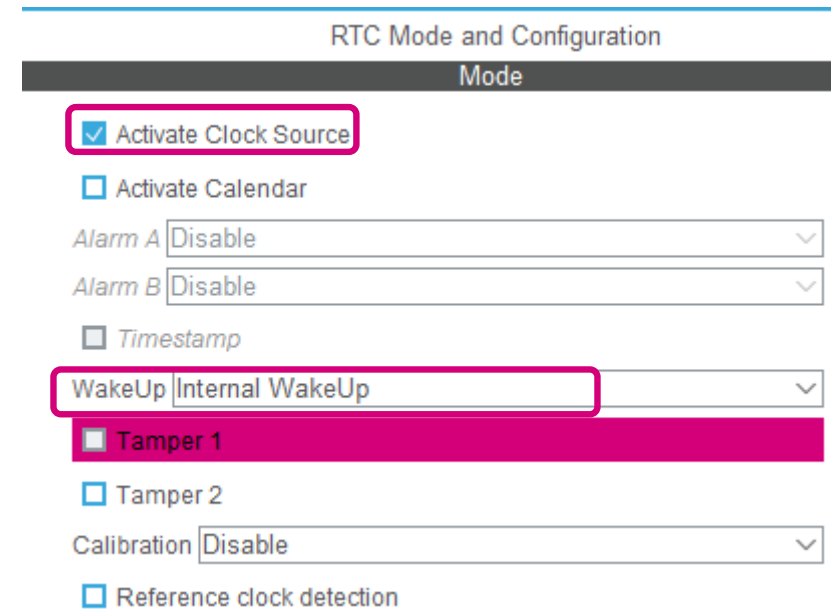 RTC Mode and Configuration
Mode
Activate Clock Source
Activate Calendar
Alarm A Disable
Alarm B Disable
Timestamp
WakeUp Internal WakeUp
Tamper 1
Tamper 2
Calibration Disable
Reference clock detection